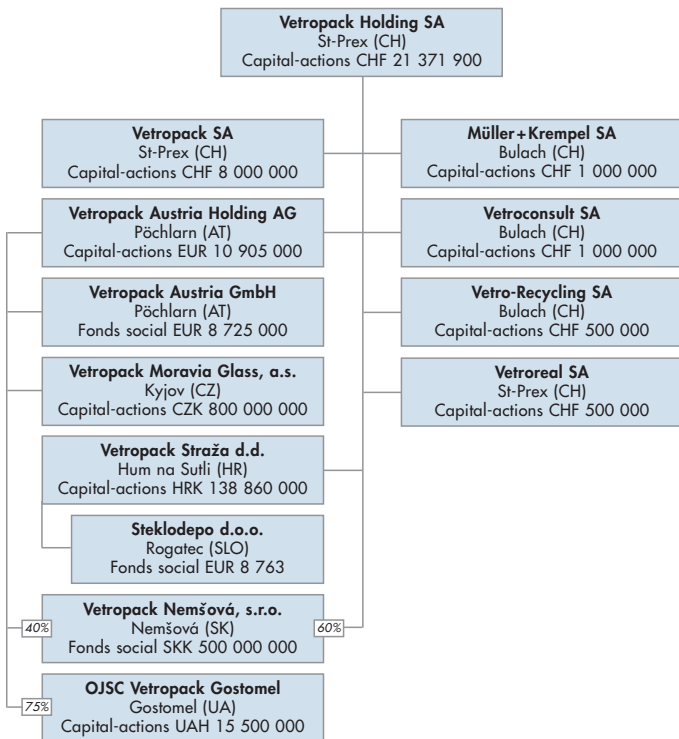 Vetropack Holding SA
St-Prex (CH)
Capital-actions CHF 21 371 900
Vetropack SA
St-Prex (CH)
Capital-actions CHF 8 000 000
Müller+Krempel SA
Bulach (CH)
Capital-actions CHF 1 000 000
Vetropack Austria Holding AG
Pöchlarn (AT)
Capital-actions EUR 10 905 000
Vetroconsult SA
Bulach (CH)
Capital-actions CHF 1 000 000
Vetropack Austria GmbH
Pöchlarn (AT)
Fonds social EUR 8 725 000
Vetro-Recycling SA
Bulach (CH)
Capital-actions CHF 500 000
Vetropack Moravia Glass, a.s.
Kyjov (CZ)
Capital-actions CZK 800 000 000
Vetroreal SA
St-Prex (CH)
Capital-actions CHF 500 000
Vetropack Straža d.d.
Hum na Sutli (HR)
Capital-actions HRK 138 860 000
Steklodepo d.o.o.
Rogatec (SLO)
Fonds social EUR 8 763
Vetropack Nemšová, s.r.o.
40% Nemšová (SK) 60%
Fonds social SKK 500 000 000
OJSC Vetropack Gostomel
75% Gostomel (UA)
Capital-actions UAH 15 500 000